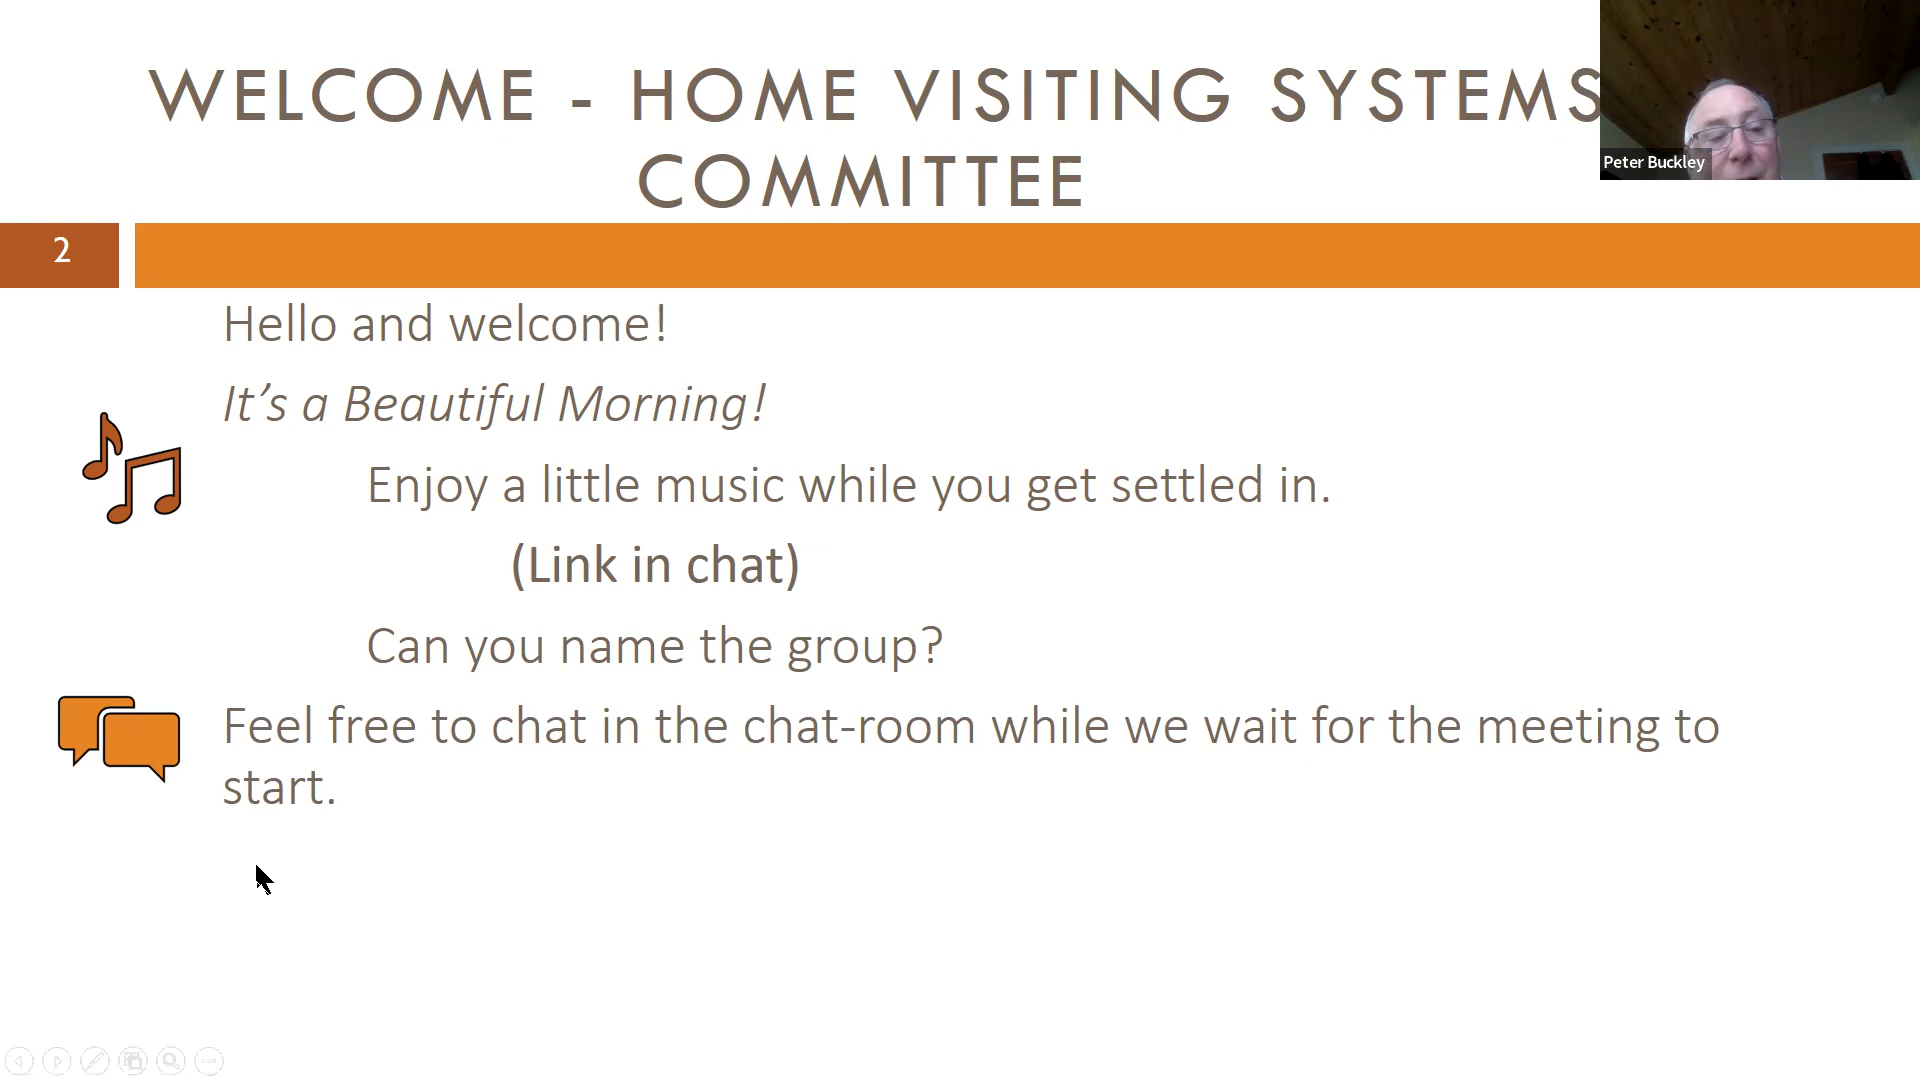 WELCOME - HOME VISITING SYSTEMS
COMMITTEE
Peter Buckley
2
Hello and welcome!
It’s a Beautiful Morning!
Enjoy a little music while you get settled in.
(Link in chat)
Can you name the group?
Feel free to chat in the chat-room while we wait for the meeting to
start.